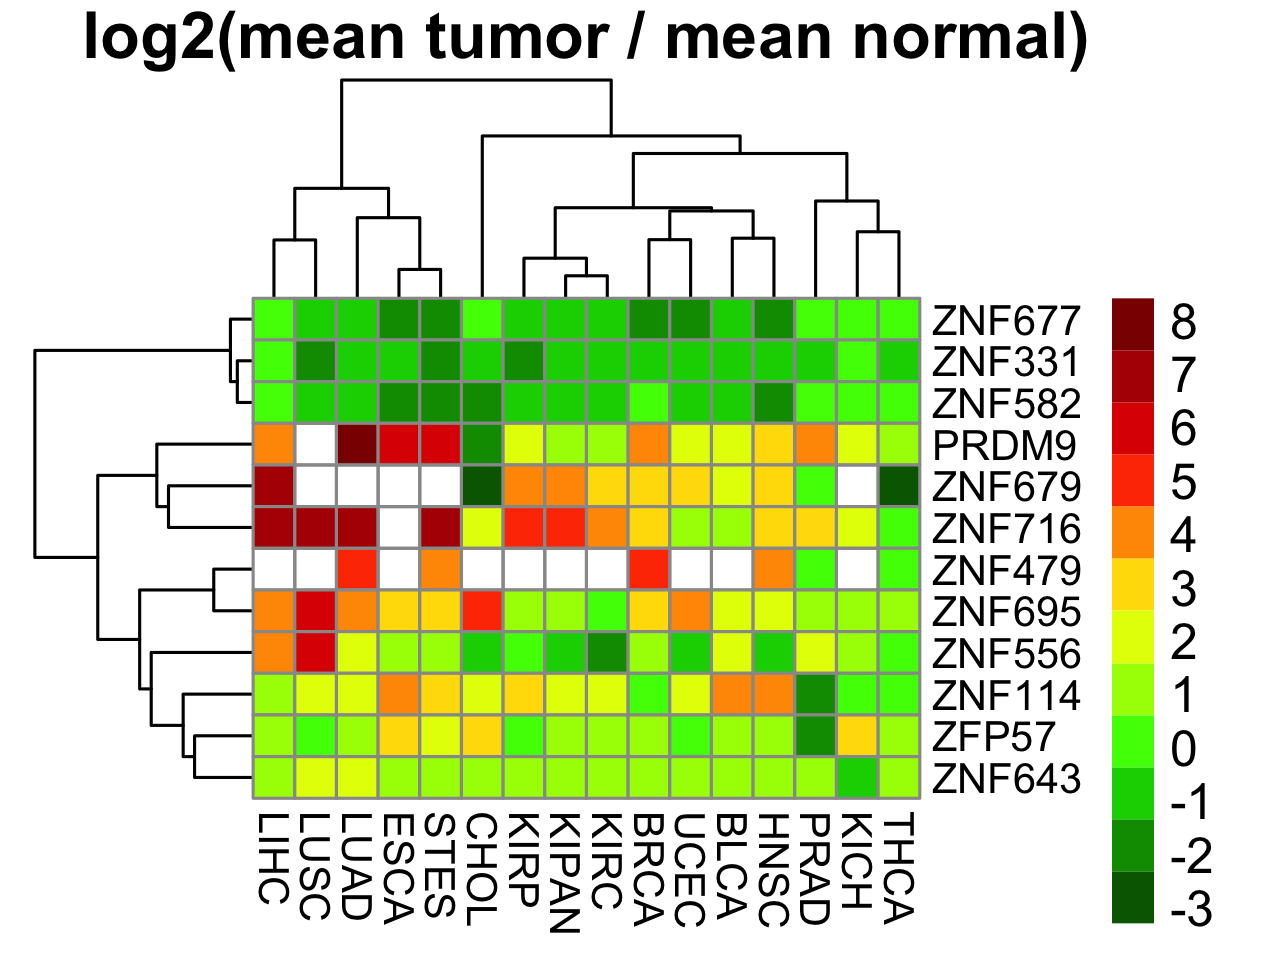 log2(mean tumor / mean normal)
ZNF677
ZNF331
ZNF582
PRDM9
ZNF679
ZNF716
ZNF479
ZNF695
ZNF556
ZNF114
ZFP57
ZNF643
8
7
6
5
4
3
2
1
0
-1
-2
-3
LIHC
LUSC
LUAD
ESCA
STES
CHOL
KIRP
KIPAN
KIRC
BRCA
UCEC
BLCA
HNSC
PRAD
KICH
THCA